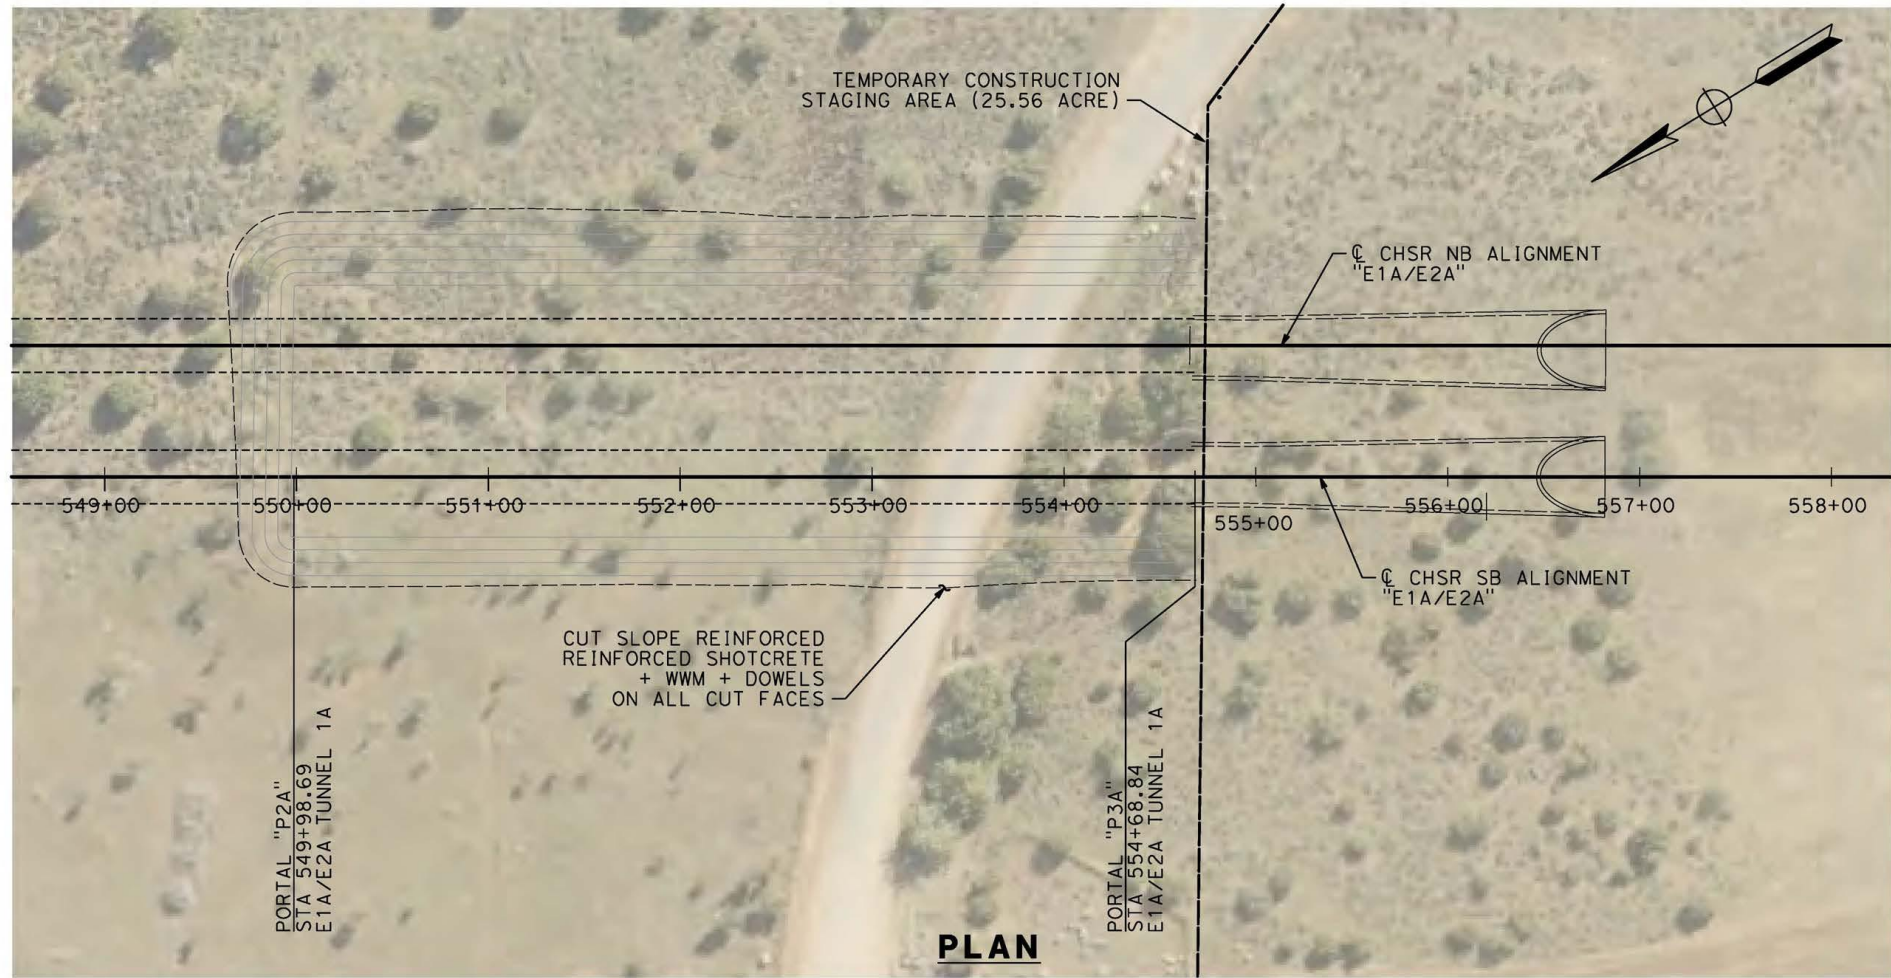 TEMPORARY CONSTRUCTION
STAGING AREA (25.56 ACRE)
℄ CHSR NB ALIGNMENT
"E1A/E2A"
549+00
550+00
551+00
552+00
553+00
554+00
555+00
556+00
557+00
558+00
℄ CHSR SB ALIGNMENT
"E1A/E2A"
CUT SLOPE REINFORCED
REINFORCED SHOTCRETE
+ WWM + DOWELS
ON ALL CUT FACES
PORTAL "P2A"
STA 549+98.69
E1A/E2A TUNNEL 1A
PORTAL "P3A"
STA 554+68.84
E1A/E2A TUNNEL 1A
PLAN